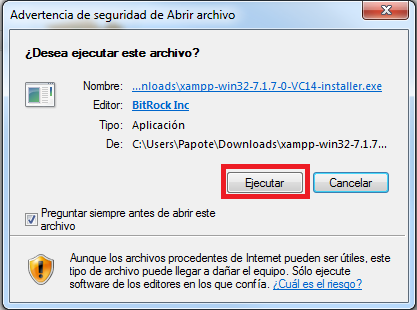 Advertencia de seguridad de Abrir archivo
¿Desea ejecutar este archivo?
Nombre: ...nloads\xampp-win32-7.1.7-0-VC14-installer.exe
Editor: BitRock Inc
Tipo: Aplicación
De: C:\Users\Papote\Downloads\xampp-win32-7.1.7...
Ejecutar Cancelar
Preguntar siempre antes de abrir este
archivo
Aunque los archivos procedentes de Internet pueden ser útiles, este
tipo de archivo puede llegar a dañar el equipo. Sólo ejecute
software de los editores en los que confía. ¿Cuál es el riesgo?